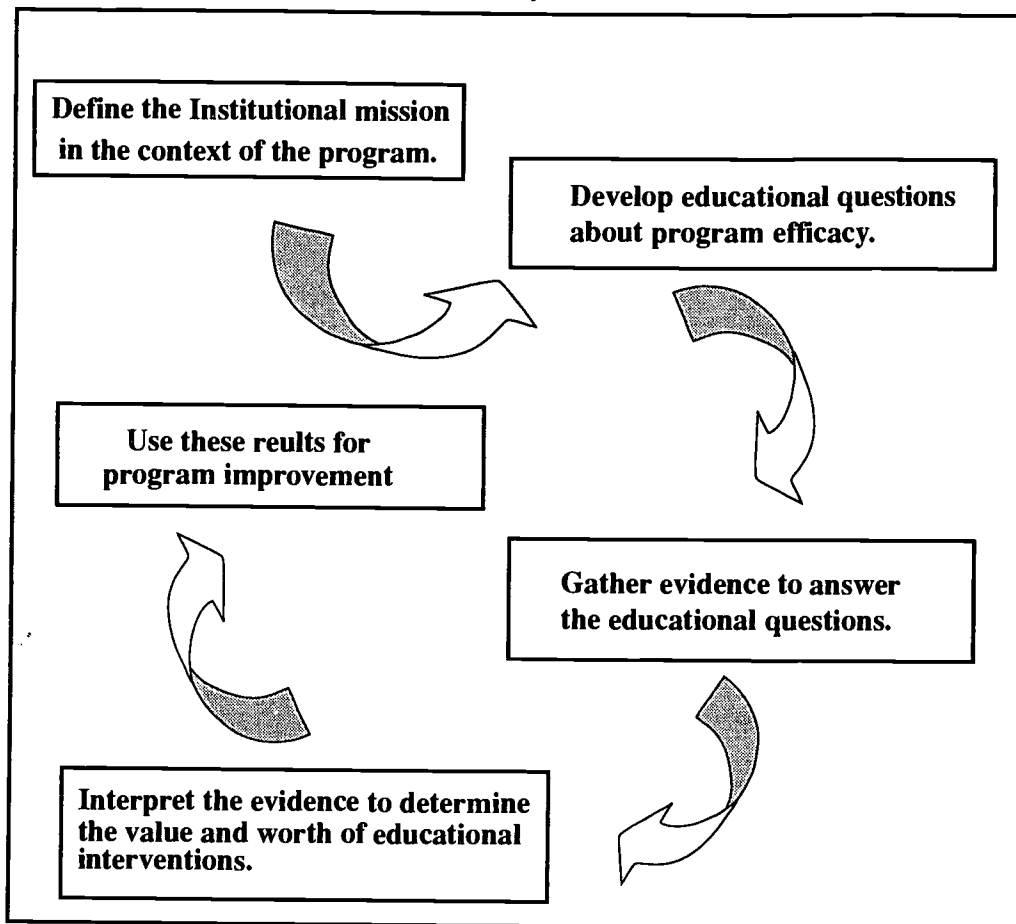 Define the Institutional mission
in the context of the program.
Develop educational questions
about program efficacy.
Use these reults for
program improvement
Gather evidence to answer
the educational questions.
Interpret the evidence to determine
the value and worth of educational
interventions.